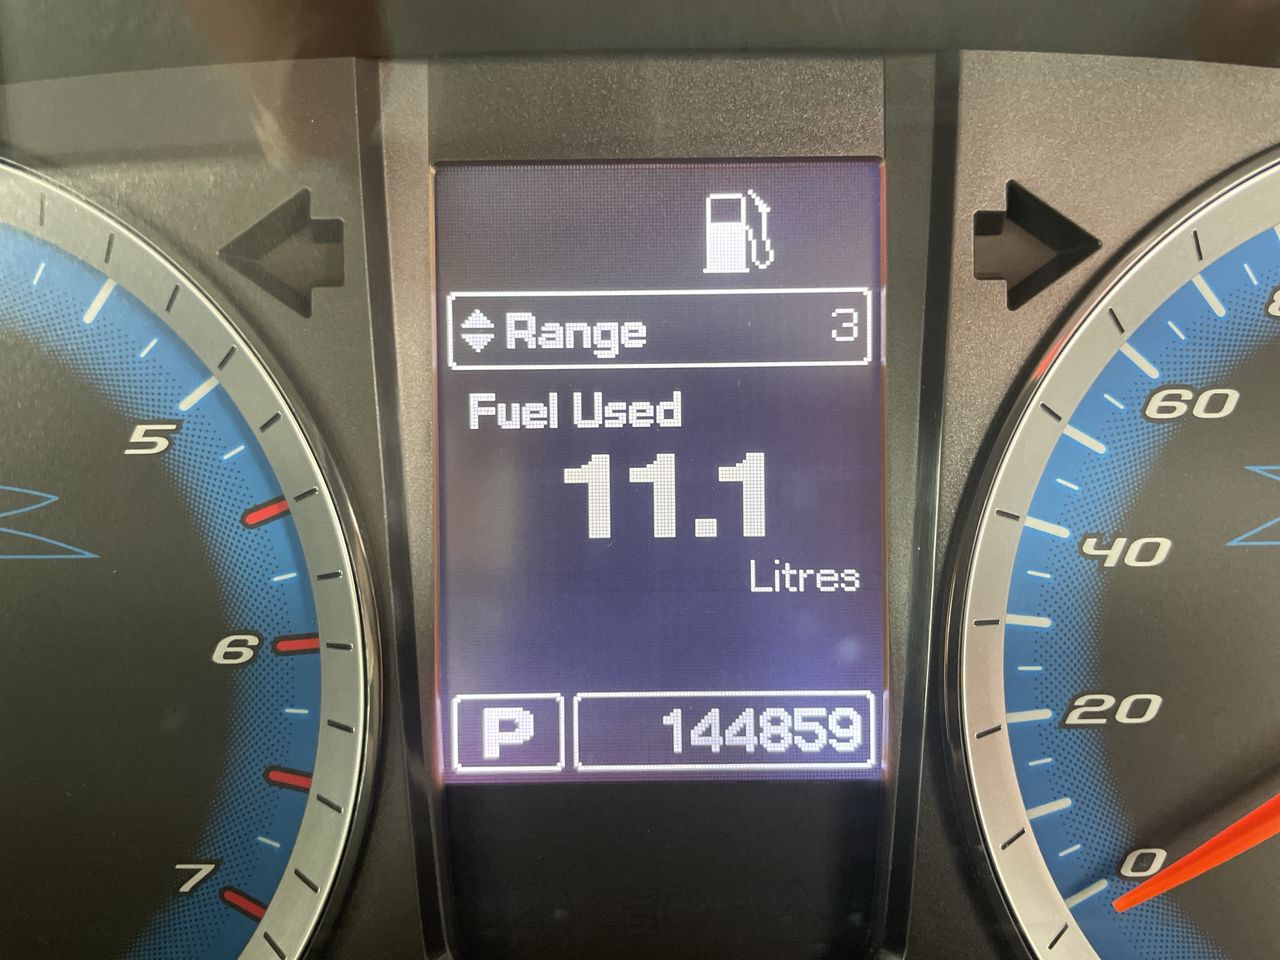 Range 3
Fuel Used
11.1
Litres
P 144859
5
6
7
60
40
20
0